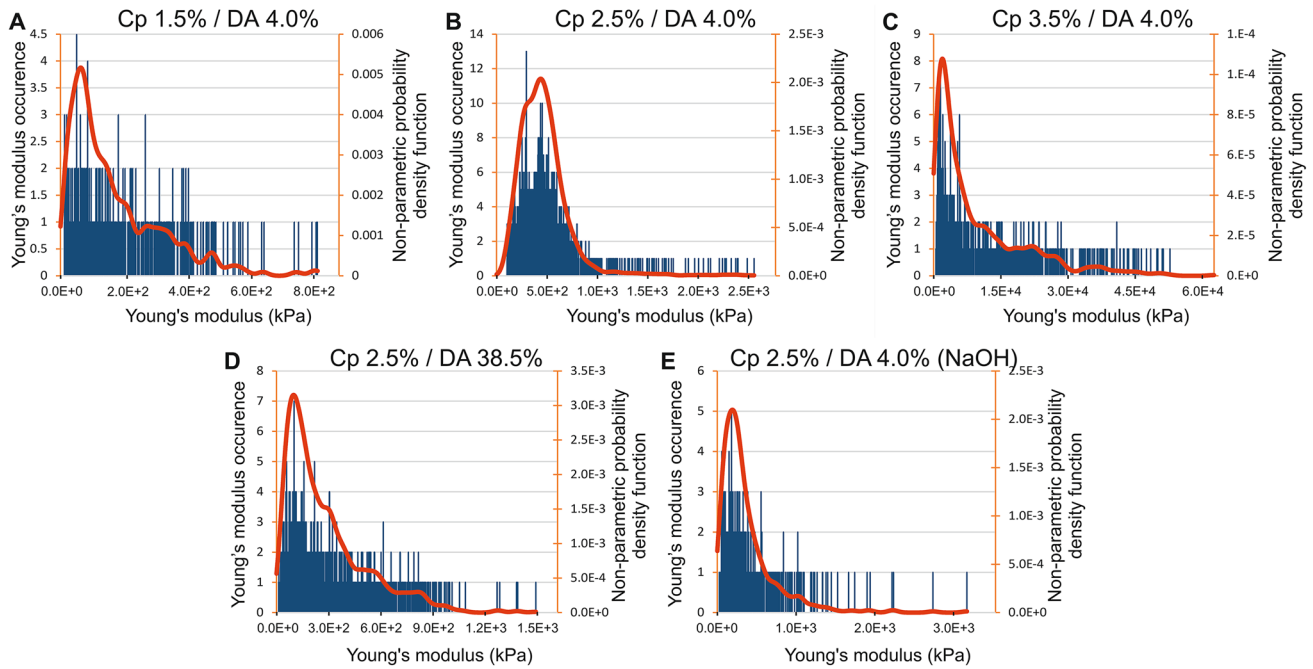 A
Cp 1.5% / DA 4.0%
Young's modulus occurence
4.5
4
3.5
3
2.5
2
1.5
1
0.5
0
0.006
0.005
0.004
0.003
0.002
0.001
0
Non-parametric probability
density function
0.0E+0
2.0E+2
4.0E+2
6.0E+2
8.0E+2
Young's modulus (kPa)
B
Cp 2.5% / DA 4.0%
Young's modulus occurence
14
12
10
8
6
4
2
0
2.5E-3
2.0E-3
1.5E-3
1.0E-3
5.0E-4
0.0E+0
Non-parametric probability
density function
0.0E+0
5.0E+2
1.0E+3
1.5E+3
2.0E+3
2.5E+3
Young's modulus (kPa)
C
Cp 3.5% / DA 4.0%
Young's modulus occurence
9
8
7
6
5
4
3
2
1
0
1.E-4
1.E-4
8.E-5
6.E-5
4.E-5
2.E-5
0.E+0
Non-parametric probability
density function
0.0E+0
1.5E+4
3.0E+4
4.5E+4
6.0E+4
Young's modulus (kPa)
D
Cp 2.5% / DA 38.5%
Young's modulus occurence
8
7
6
5
4
3
2
1
0
3.5E-3
3.0E-3
2.5E-3
2.0E-3
1.5E-3
1.0E-3
5.0E-4
0.0E+0
Non-parametric probability
density function
0.0E+0
3.0E+2
6.0E+2
9.0E+2
1.2E+3
1.5E+3
Young's modulus (kPa)
E
Cp 2.5% / DA 4.0% (NaOH)
Young's modulus occurence
6
5
4
3
2
1
0
2.5E-3
2.0E-3
1.5E-3
1.0E-3
5.0E-4
0.0E+0
Non-parametric probability
density function
0.0E+0
1.0E+3
2.0E+3
3.0E+3
Young's modulus (kPa)